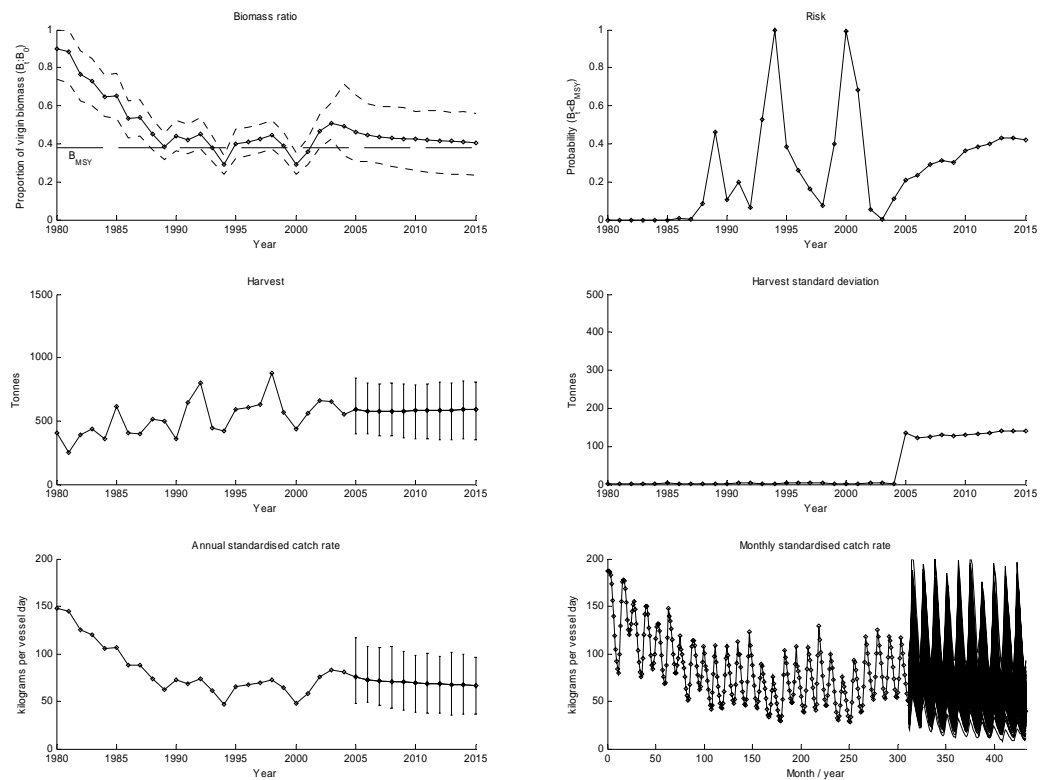 Biomass ratio
Proportion of virgin biomass (B_t:B_0)
1
0.8
0.6
0.4
0.2
0
B_MSY
1980 1985 1990 1995 2000 2005 2010 2015
Year
Risk
Probability (B_t<B_MSY)
1
0.8
0.6
0.4
0.2
0
1980 1985 1990 1995 2000 2005 2010 2015
Year
Harvest
Tonnes
1500
1000
500
0
1980 1985 1990 1995 2000 2005 2010 2015
Year
Harvest standard deviation
Tonnes
500
400
300
200
100
0
1980 1985 1990 1995 2000 2005 2010 2015
Year
Annual standardised catch rate
kilograms per vessel day
200
150
100
50
0
1980 1985 1990 1995 2000 2005 2010 2015
Year
Monthly standardised catch rate
kilograms per vessel day
200
150
100
50
0
0 50 100 150 200 250 300 350 400
Month / year